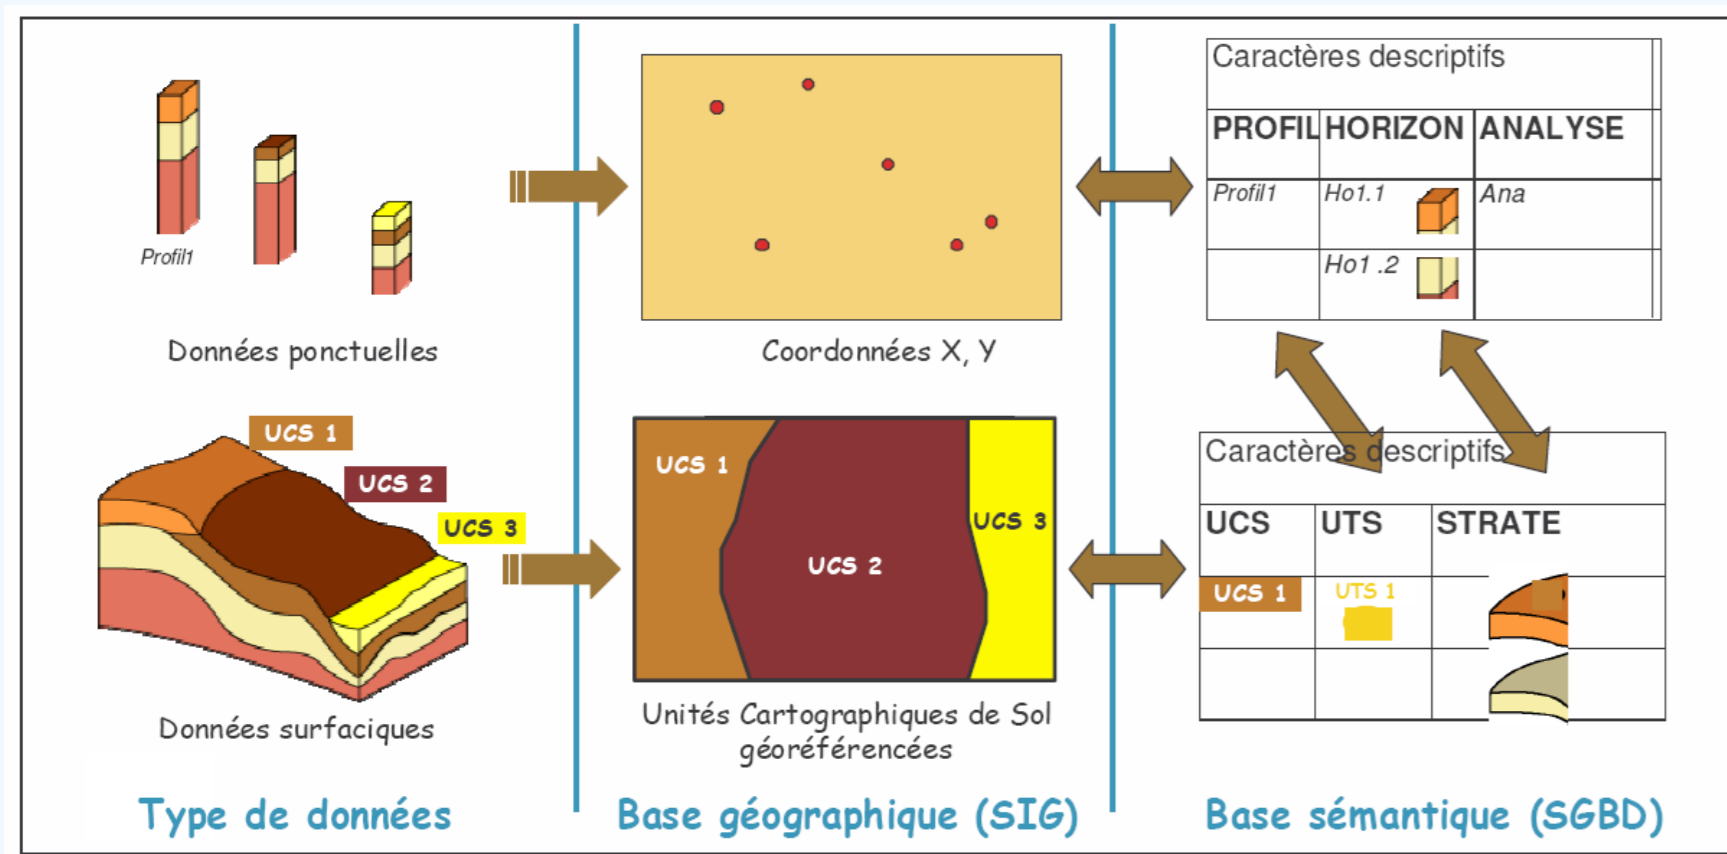 Profil1
Données ponctuelles
Coordonnées X, Y
Caractères descriptifs
PROFIL HORIZON ANALYSE
Profil1 Ho1.1 Ana
Ho1 .2
UCS 1
UCS 2
UCS 3
Données surfaciques
UCS 1
UCS 2
UCS 3
Unités Cartographiques de Sol
géoréférencées
Caractères descriptifs
UCS UTS STRATE
UCS 1 UTS 1
Type de données
Base géographique (SIG)
Base sémantique (SGBD)